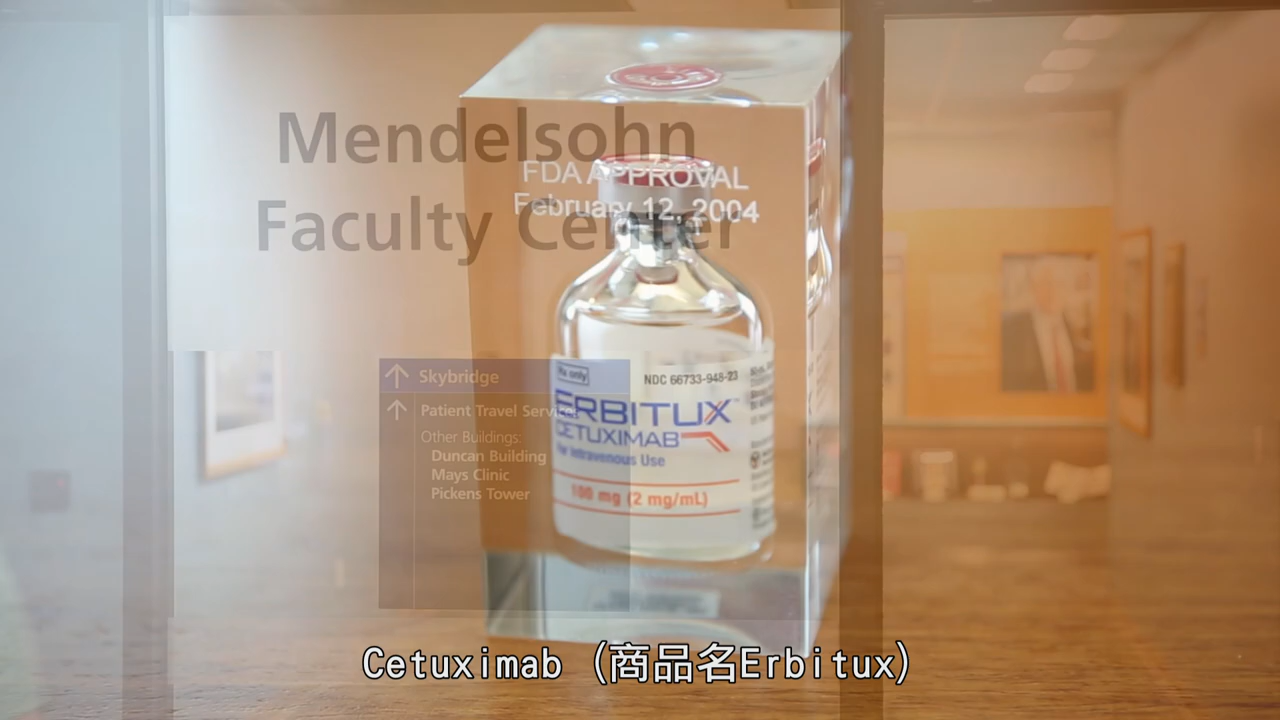 Mendelsohn
Faculty Center
FDA APPROVAL
February 12, 2004
Rx only
NDC 66733-948-23
ERBITUX™
CETUXIMAB
For Intravenous Use
100 mg (2 mg/mL)
Skybridge
Patient Travel Services
Other Buildings:
Duncan Building
Mays Clinic
Pickens Tower
Cetuximab (商品名Erbitux)